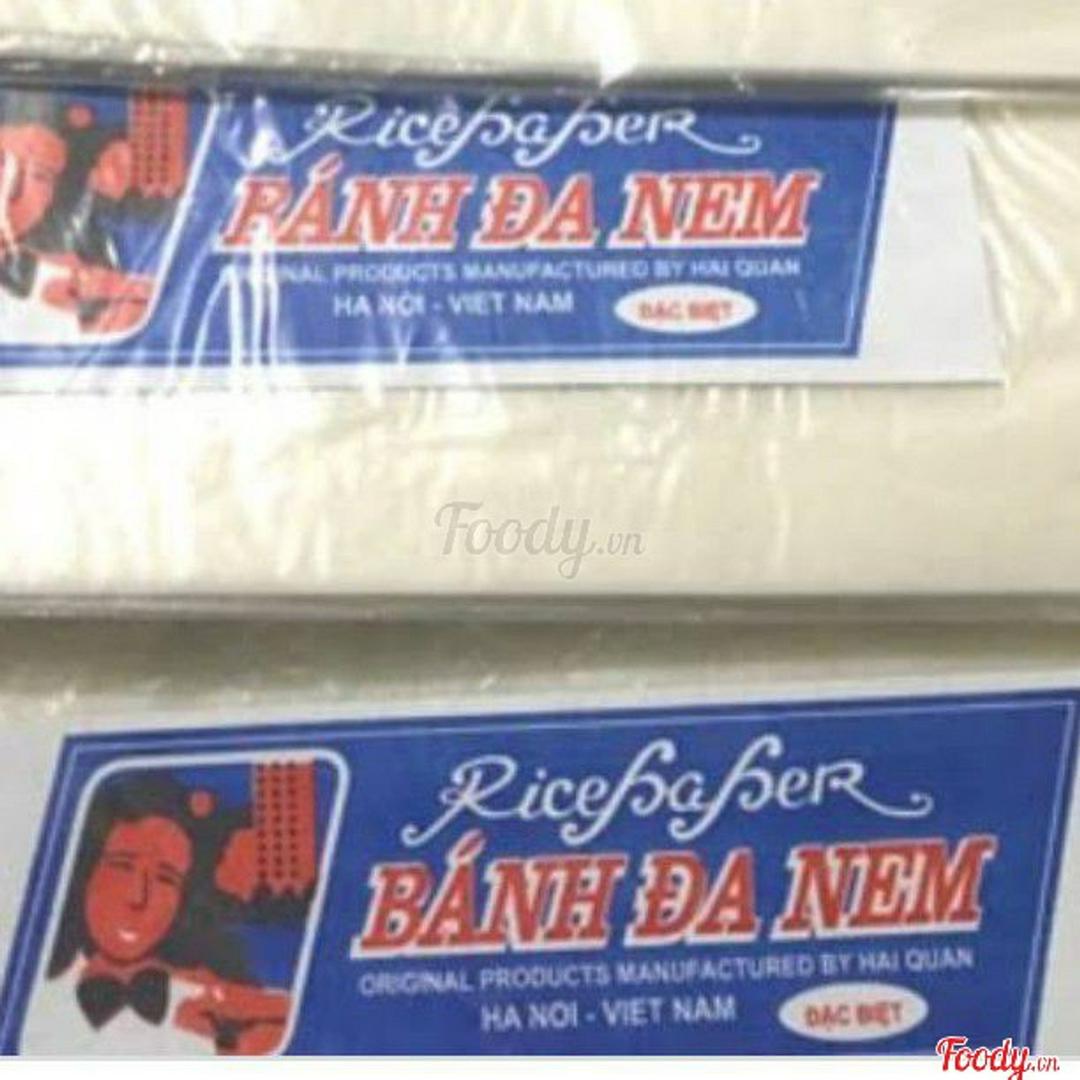 Ricepaper
BÁNH ĐA NEM
ORIGINAL PRODUCTS MANUFACTURED BY HAI QUAN
HA NOI - VIET NAM
ĐẶC BIỆT
Foody.vn
Ricepaper
BÁNH ĐA NEM
ORIGINAL PRODUCTS MANUFACTURED BY HAI QUAN
HA NOI - VIET NAM
ĐẶC BIỆT
Foody.vn